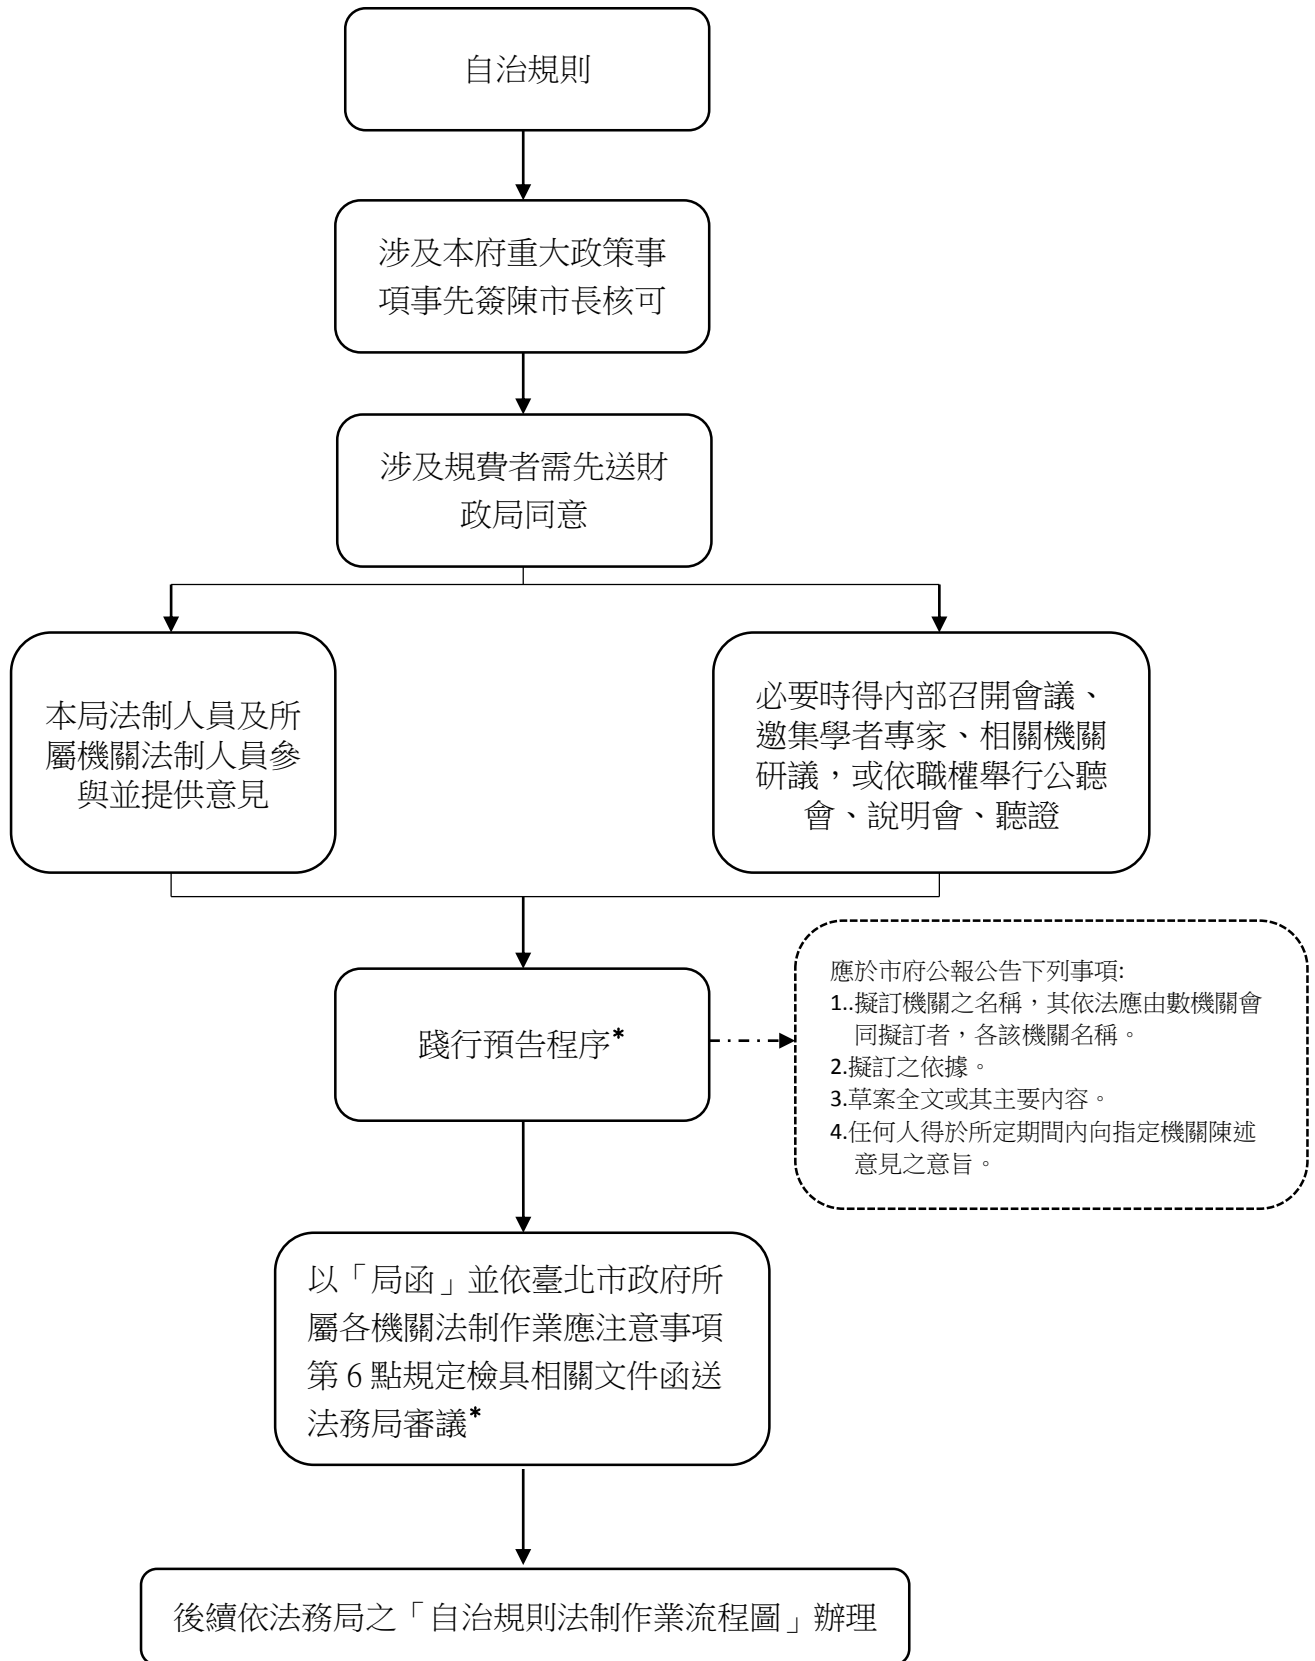 自治規則
涉及本府重大政策事
項事先簽陳市長核可
涉及規費者需先送財
政局同意
本局法制人員及所
屬機關法制人員參
與並提供意見
必要時得內部召開會議、
邀集學者專家、相關機關
研議，或依職權舉行公聽
會、說明會、聽證
踐行預告程序*
應於市府公報公告下列事項:
1..擬訂機關之名稱，其依法應由數機關會
同擬訂者，各該機關名稱。
2.擬訂之依據。
3.草案全文或其主要內容。
4.任何人得於所定期間內向指定機關陳述
意見之意旨。
以「局函」並依臺北市政府所
屬各機關法制作業應注意事項
第 6 點規定檢具相關文件函送
法務局審議*
後續依法務局之「自治規則法制作業流程圖」辦理